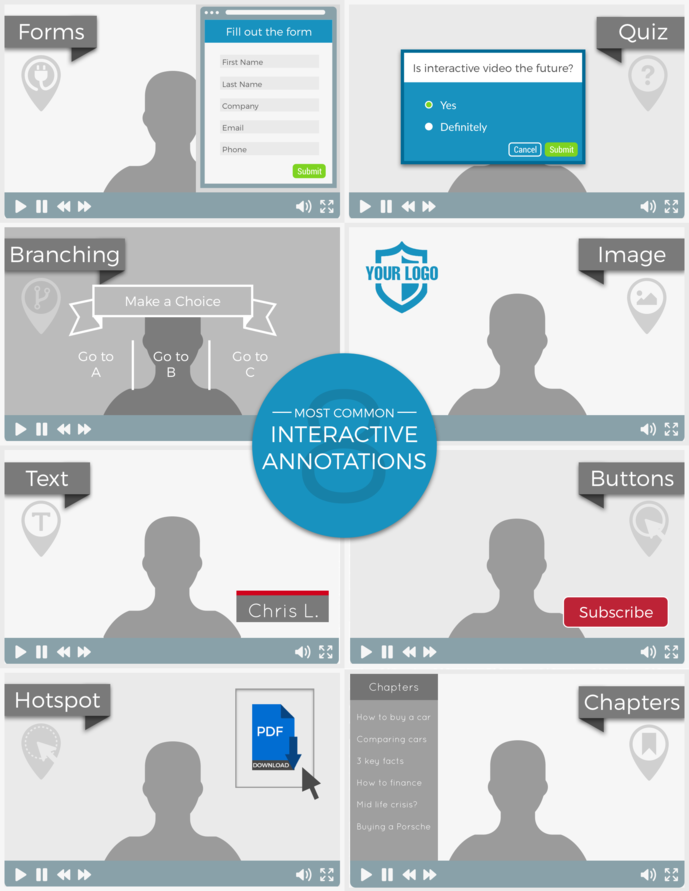 Forms
Fill out the form
First Name
Last Name
Company
Email
Phone
Submit
Quiz
Is interactive video the future?
Yes
Definitely
Cancel
Submit
?
Branching
Make a Choice
Go to
A
Go to
B
Go to
C
Image
YOUR LOGO
8
MOST COMMON
INTERACTIVE
ANNOTATIONS
Text
T
Chris L.
Buttons
Subscribe
Hotspot
PDF
DOWNLOAD
Chapters
Chapters
How to buy a car
Comparing cars
3 key facts
How to finance
Mid life crisis?
Buying a Porsche